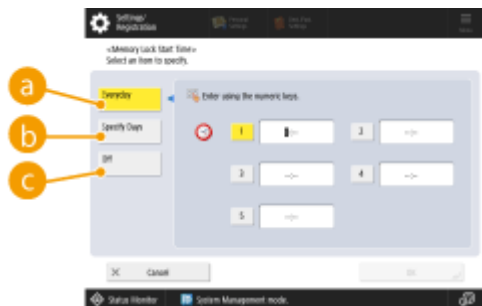 Settings/
Registration
<Memory Lock Start Time>
Select an item to specify.
a
Everyday
Enter using the numeric keys.
b
Specify Days
1
--:--
2
--:--
c
Off
3
--:--
4
--:--
5
--:--
Cancel
OK
Status Monitor
System Management mode.